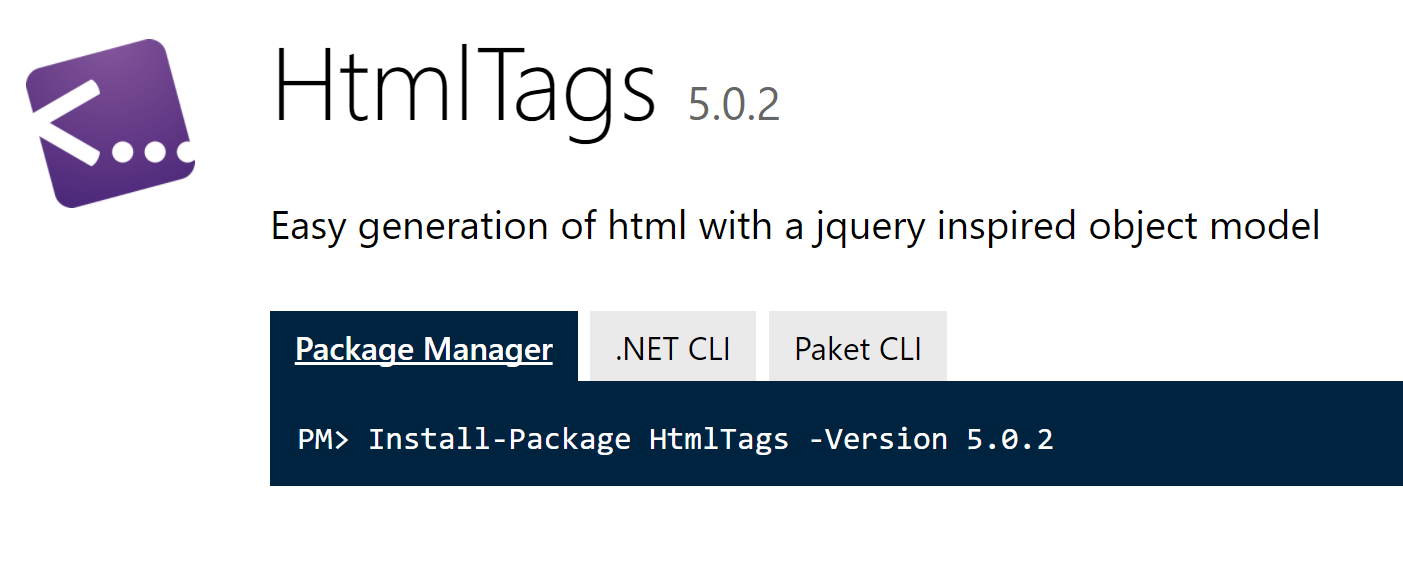 HtmlTags 5.0.2
Easy generation of html with a jquery inspired object model
Package Manager .NET CLI Paket CLI
PM> Install-Package HtmlTags -Version 5.0.2